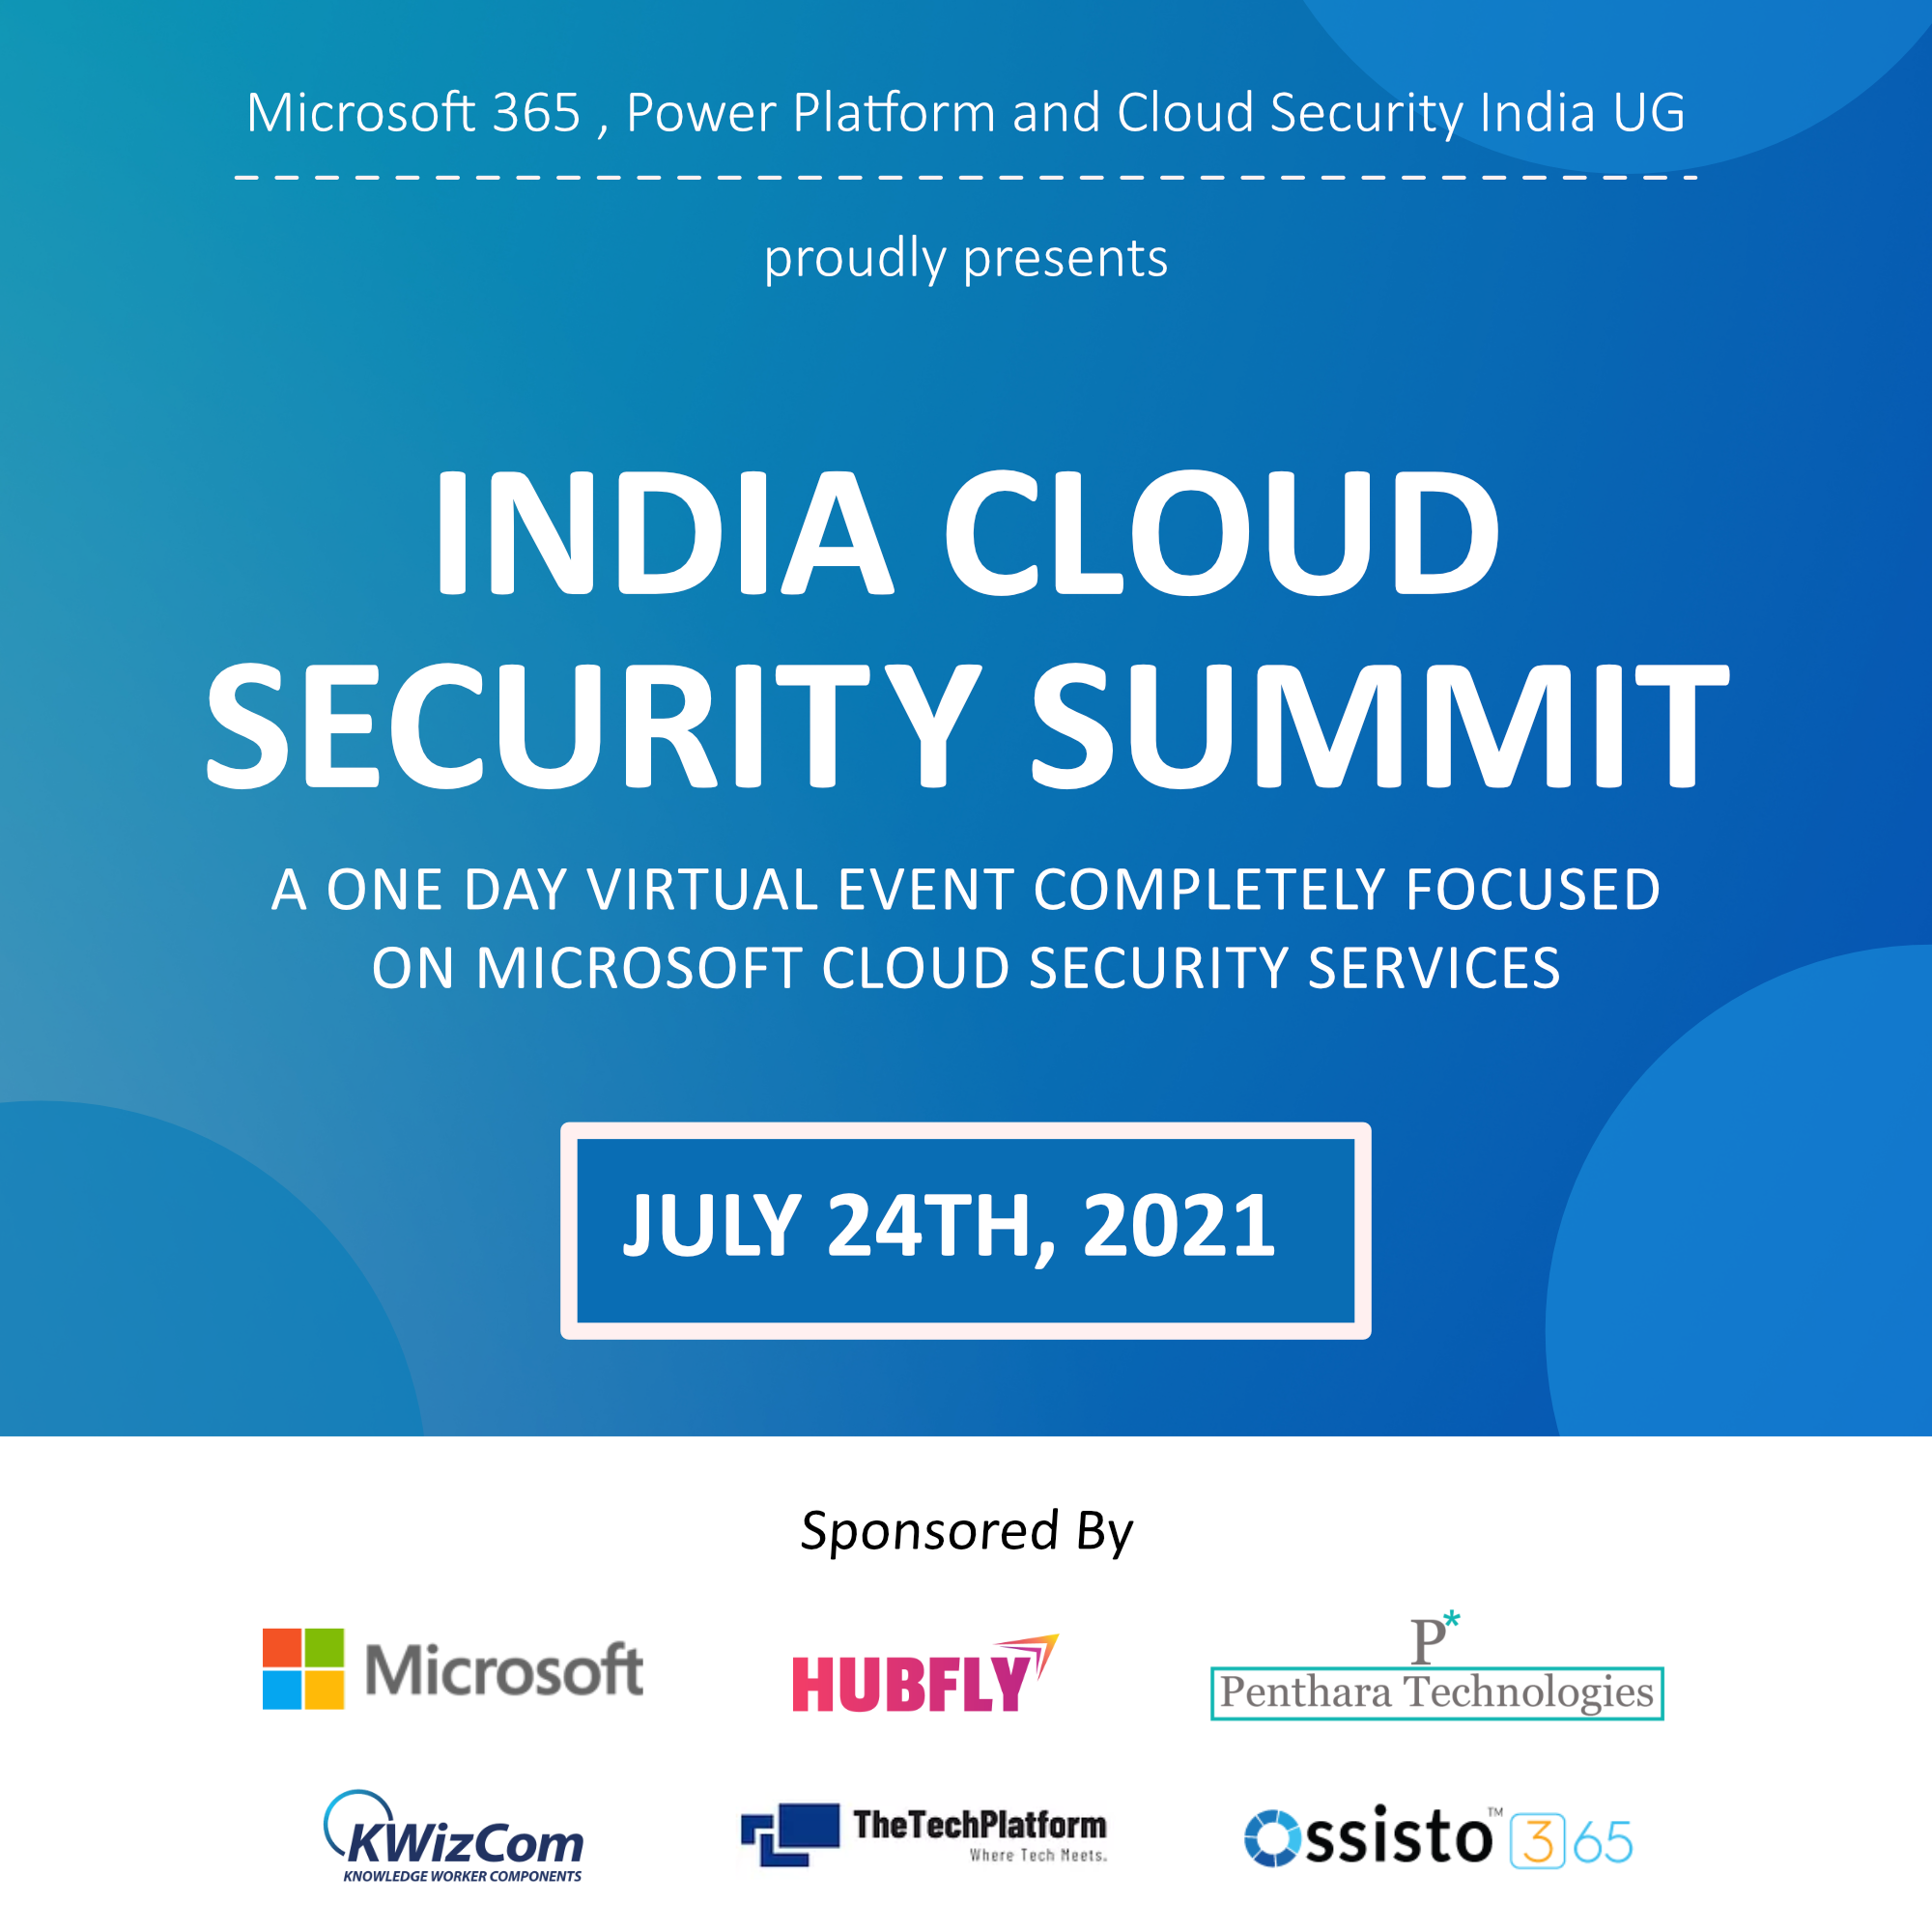 Microsoft 365 , Power Platform and Cloud Security India UG
proudly presents
INDIA CLOUD
SECURITY SUMMIT
A ONE DAY VIRTUAL EVENT COMPLETELY FOCUSED
ON MICROSOFT CLOUD SECURITY SERVICES
JULY 24TH, 2021
Sponsored By
Microsoft
HUBFLY
P*
Penthara Technologies
KWizCom
KNOWLEDGE WORKER COMPONENTS
TheTechPlatform
Where Tech Meets.
Ossisto™ 365